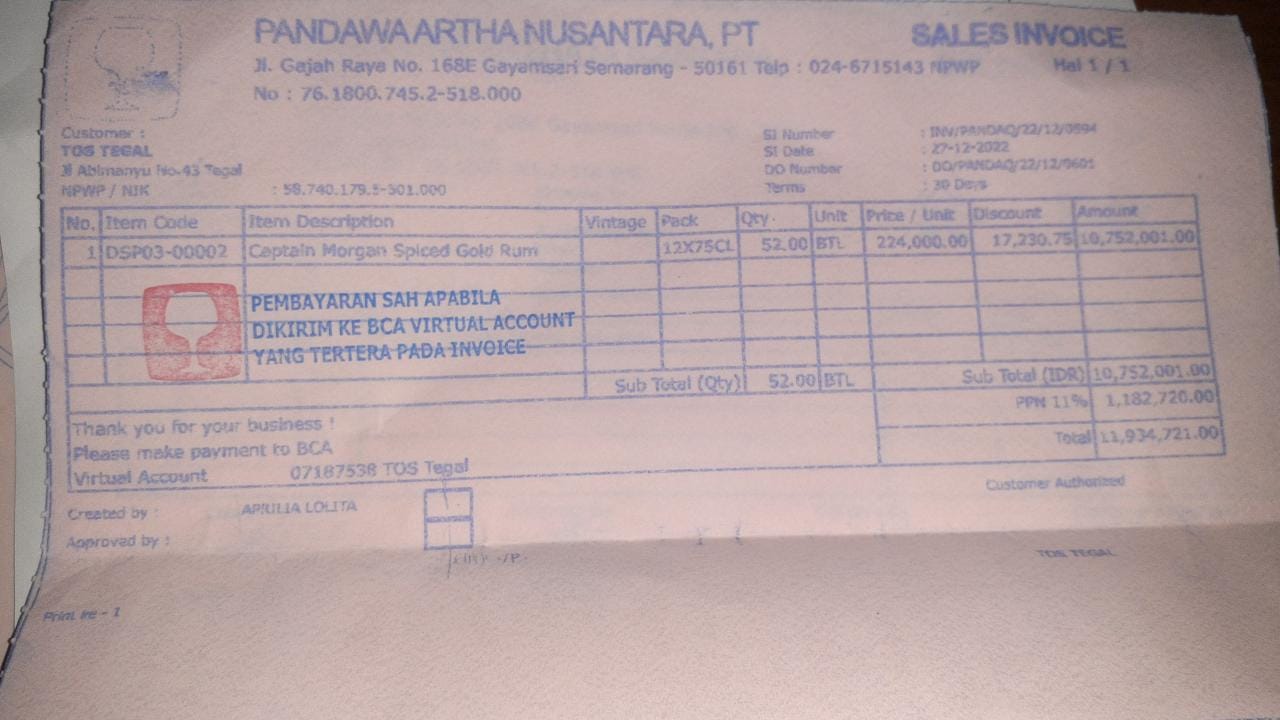 PANDAWA ARTHA NUSANTARA, PT
SALES INVOICE
Jl. Gajah Raya No. 168E Gayamsari Semarang - 50161 Telp : 024-6715143 NPWP
Hal 1 / 1
No : 76.1800.745.2-518.000
Customer :
TOS TEGAL
Jl Abimanyu No.43 Tegal
NPWP / NIK : 58.740.179.5-501.000
SI Number : INV/PANDAQ/22/12/0594
SI Date : 27-12-2022
DO Number : DO/PANDAQ/22/12/0601
Terms : 30 Days
No. Item Code Item Description Vintage Pack Qty. Unit Price / Unit Discount Amount
1 DSP03-00002 Captain Morgan Spiced Gold Rum 12X75CL 52.00 BTL 224,000.00 17,230.75 10,752,001.00
PEMBAYARAN SAH APABILA
DIKIRIM KE BCA VIRTUAL ACCOUNT
YANG TERTERA PADA INVOICE
Sub Total (Qty) 52.00 BTL Sub Total (IDR) 10,752,001.00
PPN 11% 1,182,720.00
Total 11,934,721.00
Thank you for your business !
Please make payment to BCA
Virtual Account 07187538 TOS Tegal
Customer Authorized
Created by : APRILIA LOLITA
Approved by :
TOS TEGAL
Print ke - 1